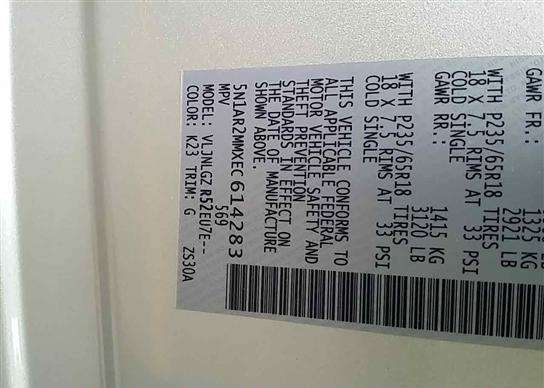 GAWR FR:
1325 KG
2921 LB
WITH P235/65R18 TIRES
18 X 7.5 RIMS AT 33 PSI
COLD SINGLE
GAWR RR: 1415 KG
3120 LB
WITH P235/65R18 TIRES
18 X 7.5 RIMS AT 33 PSI
COLD SINGLE
THIS VEHICLE CONFORMS TO
ALL APPLICABLE FEDERAL
MOTOR VEHICLE SAFETY AND
THEFT PREVENTION
STANDARDS IN EFFECT ON
THE DATE OF MANUFACTURE
SHOWN ABOVE.
5N1AR2MMXEC614283
MPV 569
MODEL: VLJNLGZ R52EU7E--
COLOR: K23 TRIM: G ZS30A